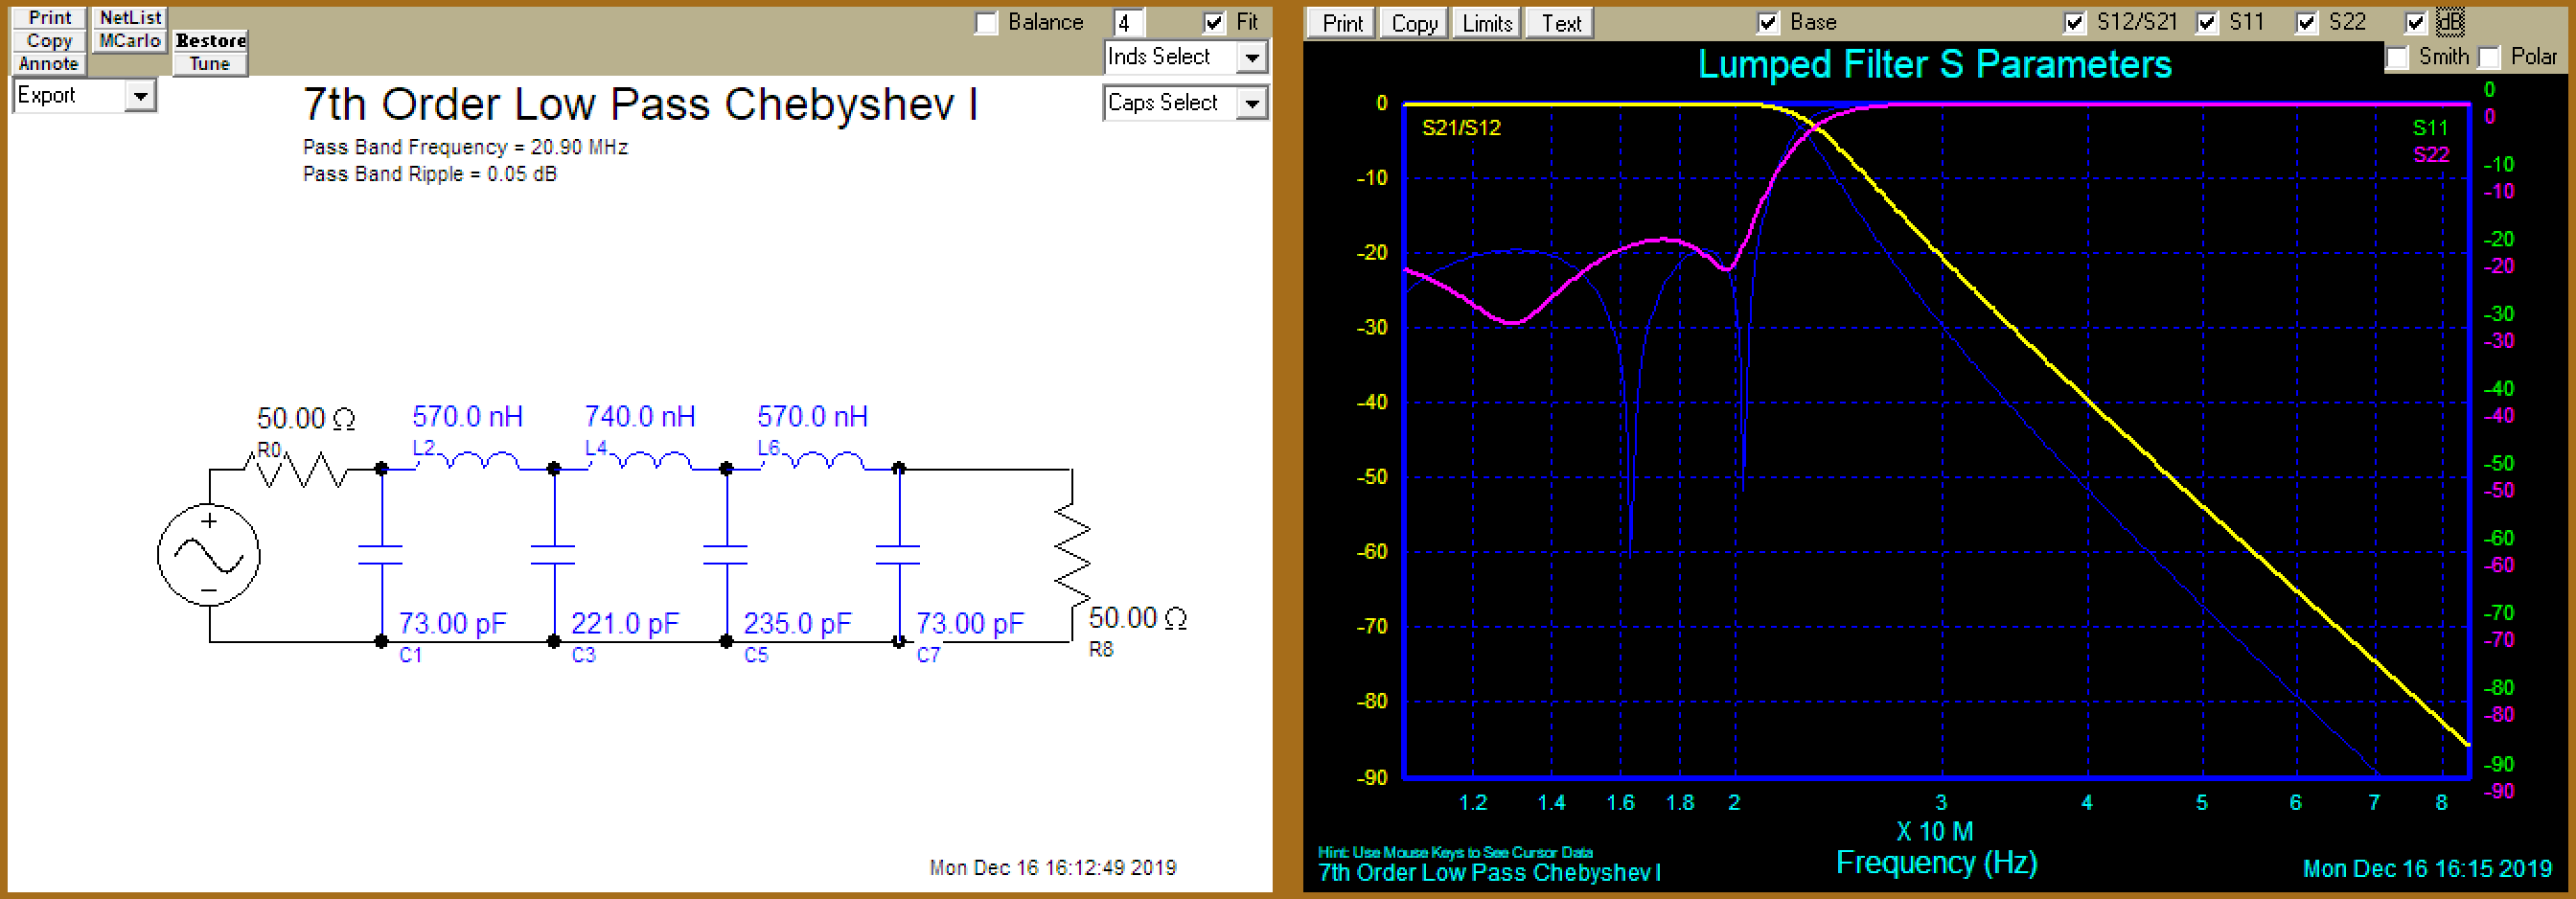 Print NetList Balance 4 Fit
Copy MCarlo Restore
Annote Tune Inds Select
Export Caps Select
7th Order Low Pass Chebyshev I
Pass Band Frequency = 20.90 MHz
Pass Band Ripple = 0.05 dB
50.00 Ω 570.0 nH 740.0 nH 570.0 nH
R0 L2 L4 L6
+
−
73.00 pF 221.0 pF 235.0 pF 73.00 pF 50.00 Ω
C1 C3 C5 C7 R8
Mon Dec 16 16:12:49 2019
Print Copy Limits Text Base S12/S21 S11 S22 dB
Smith Polar
Lumped Filter S Parameters
S21/S12
S11
S22
0
-10
-20
-30
-40
-50
-60
-70
-80
-90
0
0
-10
-10
-20
-20
-30
-30
-40
-40
-50
-50
-60
-60
-70
-70
-80
-80
-90
-90
1.2 1.4 1.6 1.8 2 3 4 5 6 7 8
X 10 M
Frequency (Hz)
Hint: Use Mouse Keys to See Cursor Data
7th Order Low Pass Chebyshev I
Mon Dec 16 16:15 2019